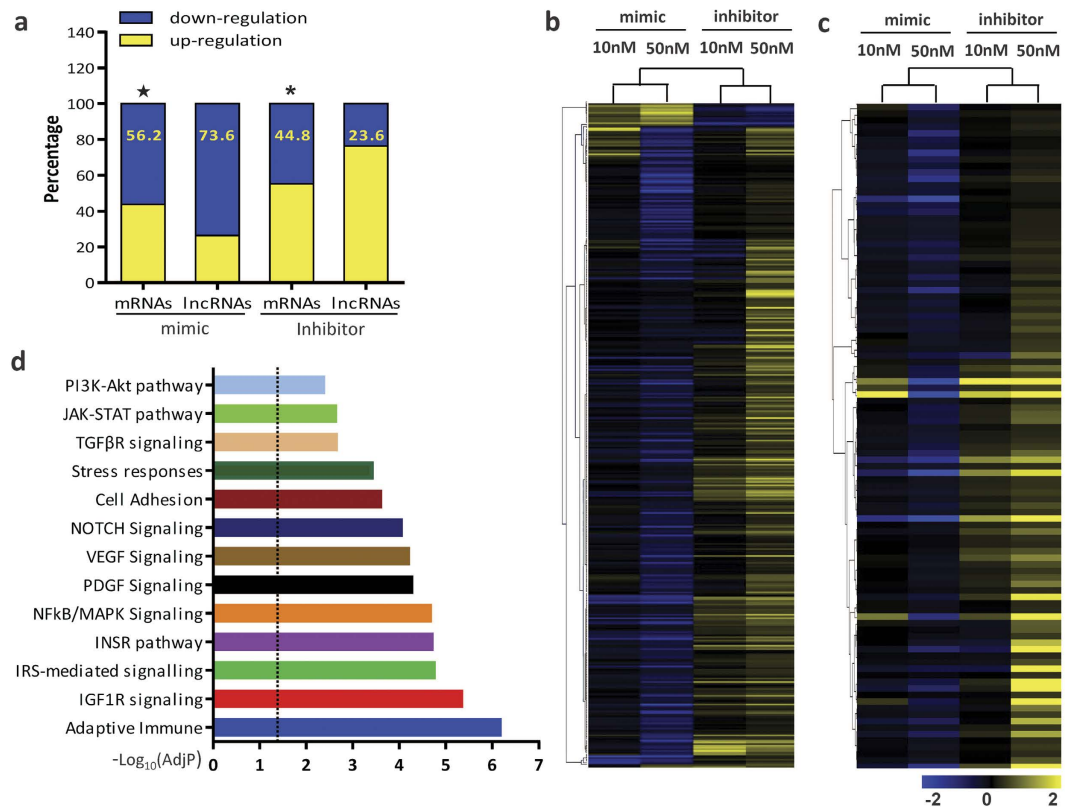 a
down-regulation
up-regulation
140
120
100
80
60
40
20
0
Percentage
★
*
56.2
73.6
44.8
23.6
mRNAs lncRNAs mRNAs lncRNAs
mimic Inhibitor
b
mimic inhibitor
10nM 50nM 10nM 50nM
c
mimic inhibitor
10nM 50nM 10nM 50nM
-2 0 2
d
PI3K-Akt pathway
JAK-STAT pathway
TGFβR signaling
Stress responses
Cell Adhesion
NOTCH Signaling
VEGF Signaling
PDGF Signaling
NFkB/MAPK Signaling
INSR pathway
IRS-mediated signalling
IGF1R signaling
Adaptive Immune
-Log₁₀(AdjP) 0 1 2 3 4 5 6 7